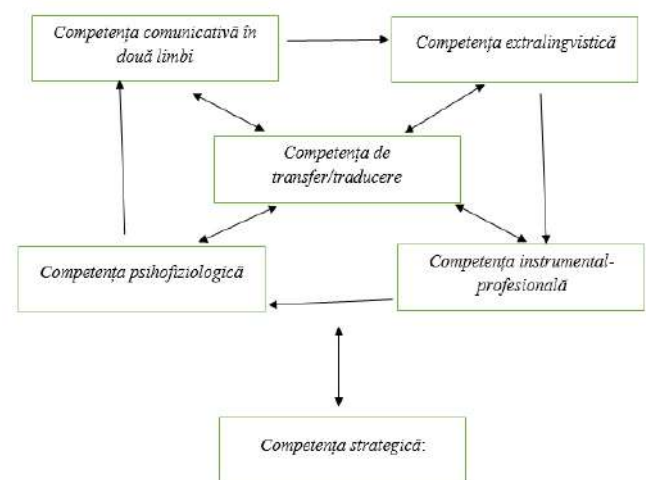 Competența comunicativă în
două limbi
Competența extralingvistică
Competența de
transfer/traducere
Competența psihofiziologică
Competența instrumental-
profesională
Competența strategică: